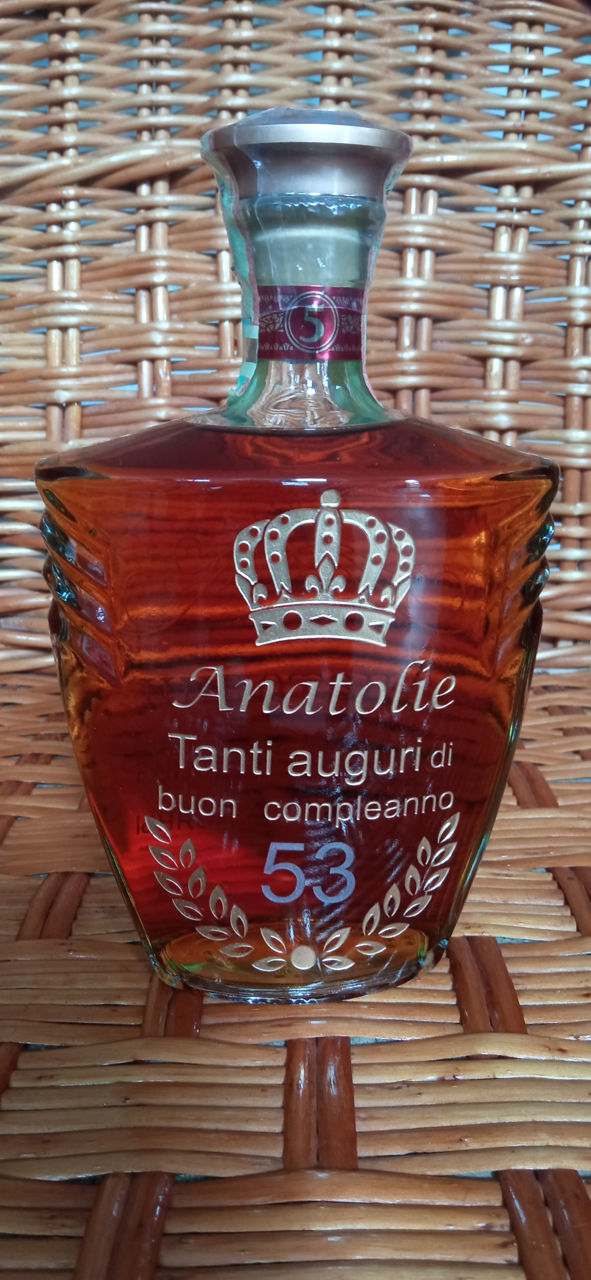 5
Anatolie
Tanti auguri di
buon compleanno
53